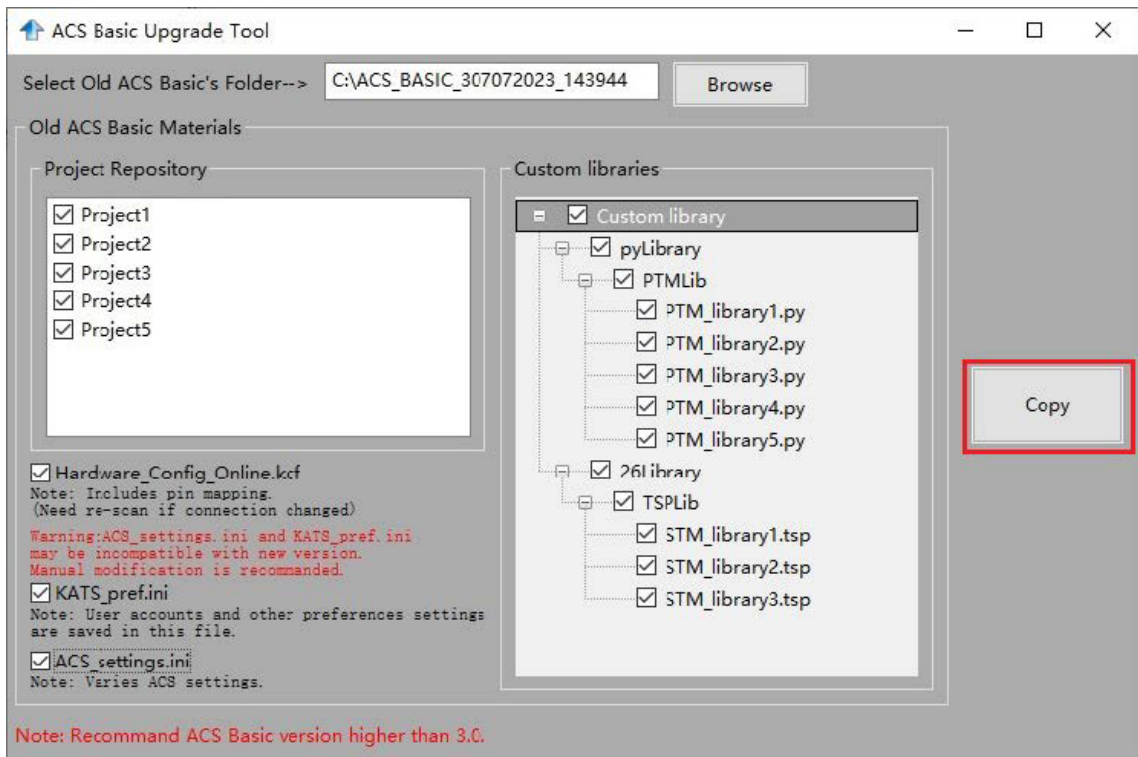 ACS Basic Upgrade Tool
Select Old ACS Basic's Folder-->
C:\ACS_BASIC_307072023_143944
Browse
Old ACS Basic Materials
Project Repository
Project1
Project2
Project3
Project4
Project5
Hardware_Config_Online.kcf
Note: Includes pin mapping.
(Need re-scan if connection changed)
Warning:ACS_settings.ini and KATS_pref.ini
may be incompatible with new version.
Manual modification is recommanded.
KATS_pref.ini
Note: User accounts and other preferences settings
are saved in this file.
ACS_settings.ini
Note: Varies ACS settings.
Custom libraries
Custom library
pyLibrary
PTMLib
PTM_library1.py
PTM_library2.py
PTM_library3.py
PTM_library4.py
PTM_library5.py
26Library
TSPLib
STM_library1.tsp
STM_library2.tsp
STM_library3.tsp
Copy
Note: Recommand ACS Basic version higher than 3.0.